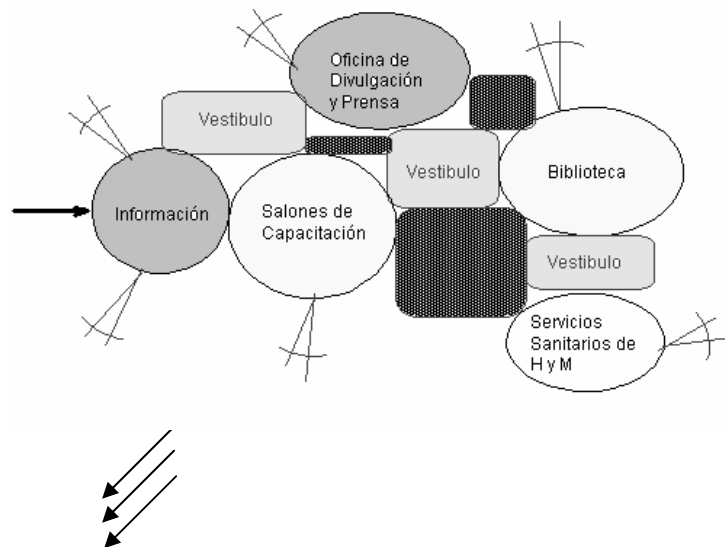 Oficina de
Divulgación
y Prensa
Vestibulo
Vestibulo
Biblioteca
Información
Salones de
Capacitación
Vestibulo
Servicios
Sanitarios de
H y M